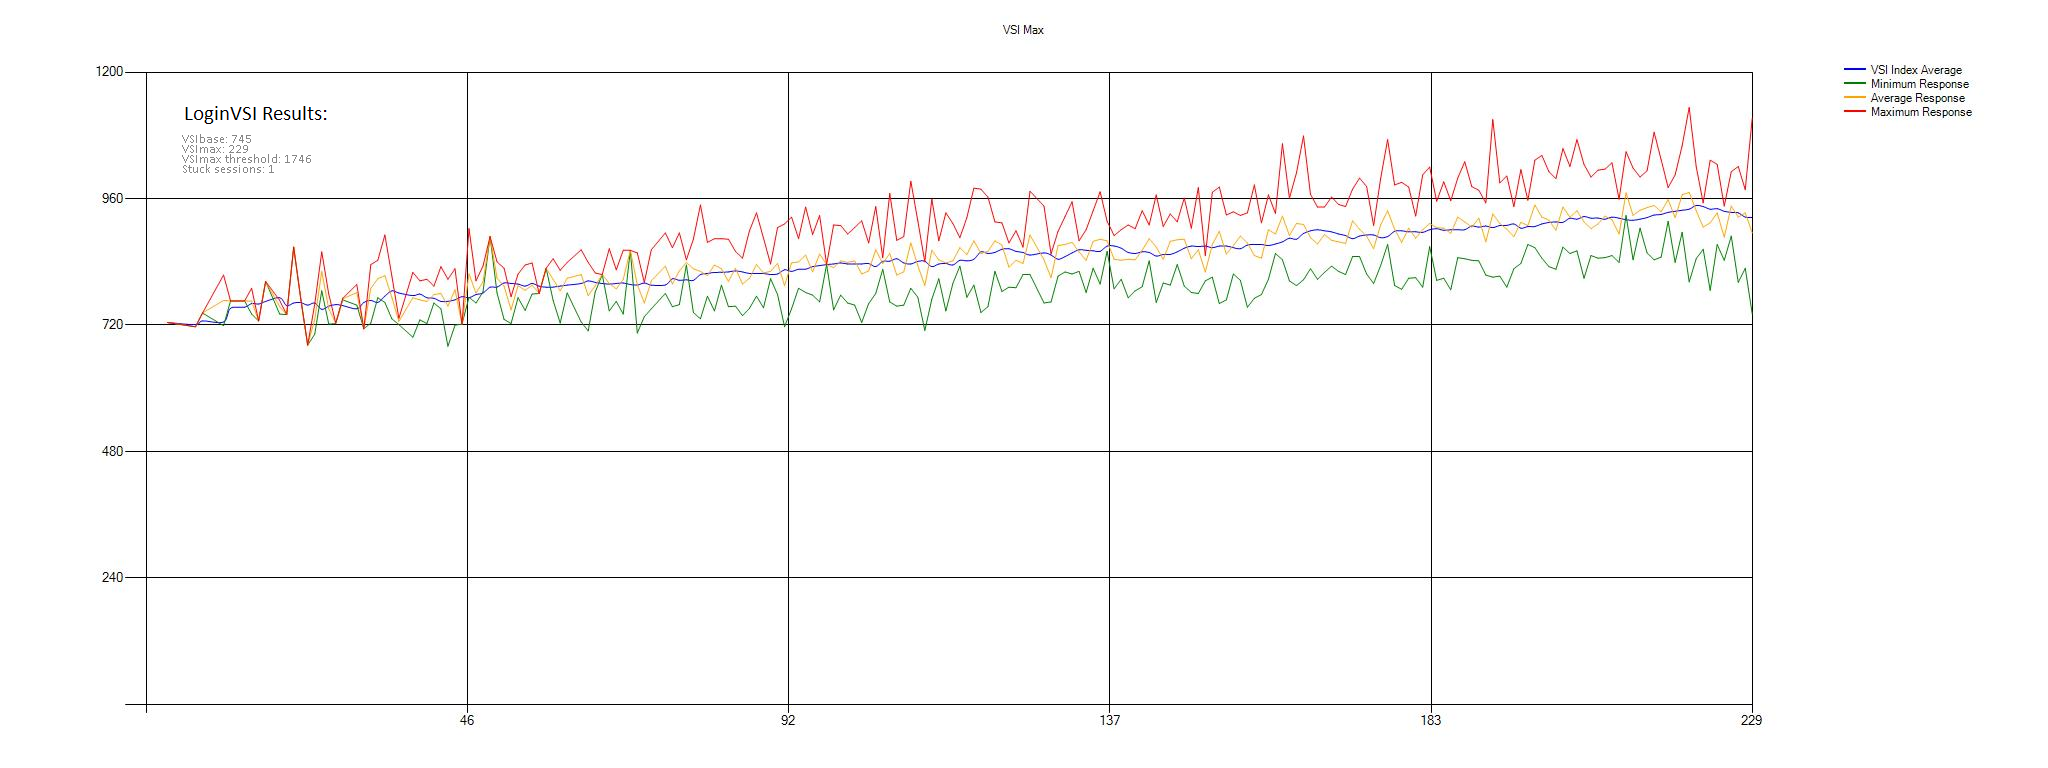 VSI Max
1200
960
720
480
240
LoginVSI Results:
VSIbase: 745
VSImax: 229
VSImax threshold: 1746
Stuck sessions: 1
VSI Index Average
Minimum Response
Average Response
Maximum Response
46
92
137
183
229